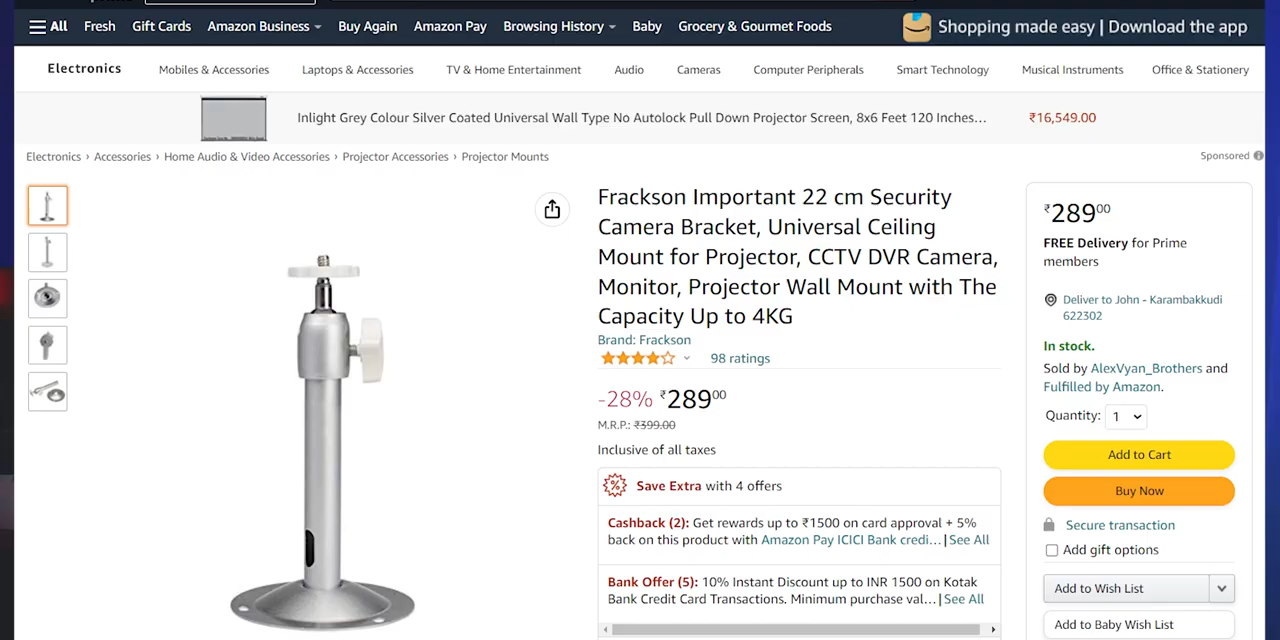 All Fresh Gift Cards Amazon Business Buy Again Amazon Pay Browsing History Baby Grocery & Gourmet Foods Shopping made easy | Download the app
Electronics Mobiles & Accessories Laptops & Accessories TV & Home Entertainment Audio Cameras Computer Peripherals Smart Technology Musical Instruments Office & Stationery
Inlight Grey Colour Silver Coated Universal Wall Type No Autolock Pull Down Projector Screen, 8x6 Feet 120 Inches... ₹16,549.00
Electronics › Accessories › Home Audio & Video Accessories › Projector Accessories › Projector Mounts
Sponsored
Frackson Important 22 cm Security
Camera Bracket, Universal Ceiling
Mount for Projector, CCTV DVR Camera,
Monitor, Projector Wall Mount with The
Capacity Up to 4KG
Brand: Frackson
98 ratings
-28% ₹28900
M.R.P.: ₹399.00
Inclusive of all taxes
Save Extra with 4 offers
Cashback (2): Get rewards up to ₹1500 on card approval + 5%
back on this product with Amazon Pay ICICI Bank credi... | See All
Bank Offer (5): 10% Instant Discount up to INR 1500 on Kotak
Bank Credit Card Transactions. Minimum purchase val... | See All
₹28900
FREE Delivery for Prime
members
Deliver to John - Karambakkudi
622302
In stock.
Sold by AlexVyan_Brothers and
Fulfilled by Amazon.
Quantity: 1
Add to Cart
Buy Now
Secure transaction
Add gift options
Add to Wish List
Add to Baby Wish List